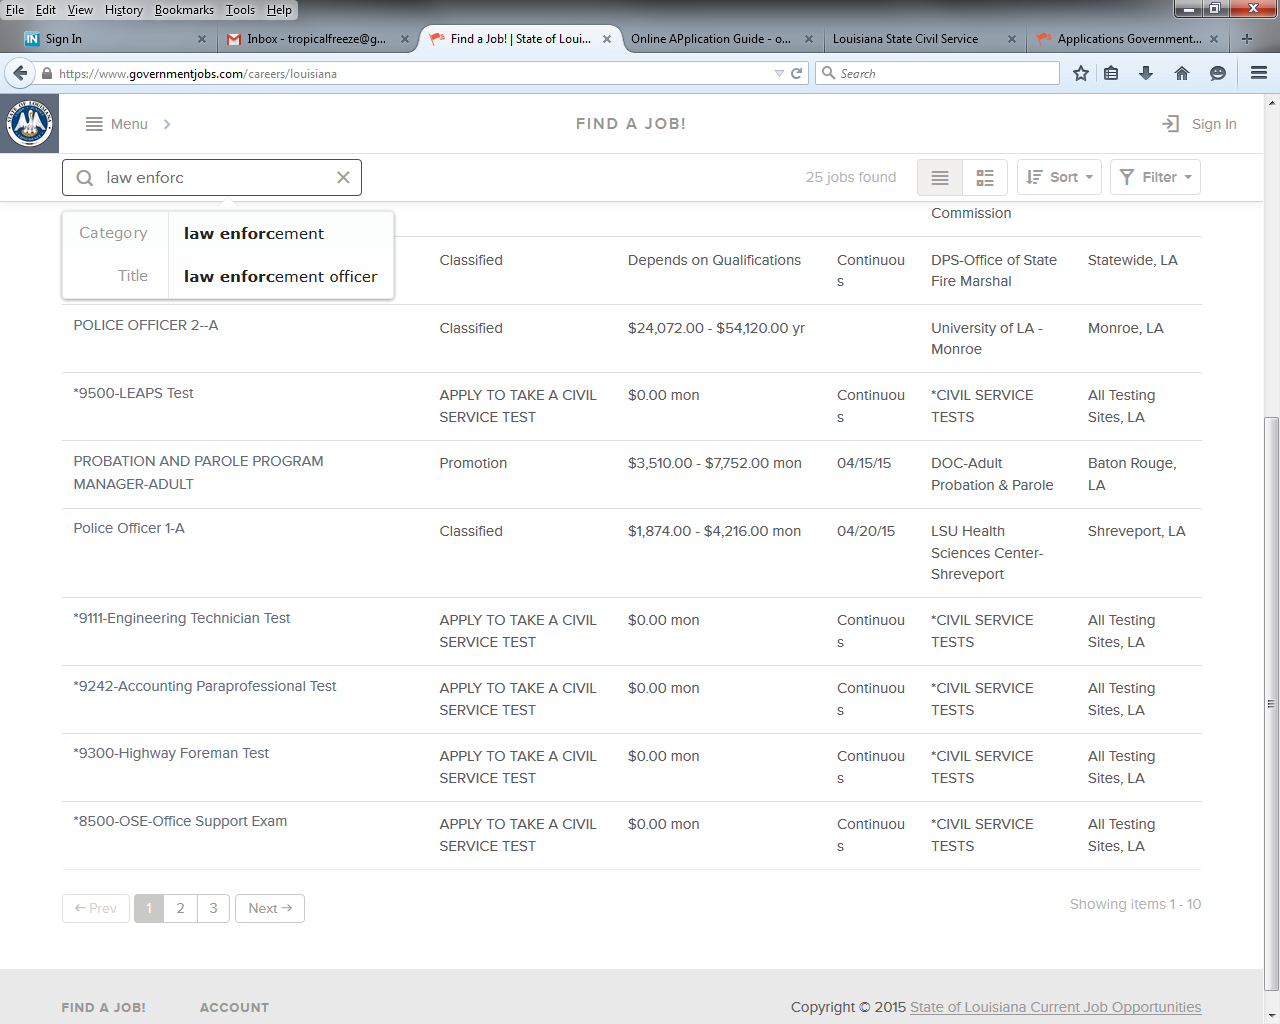 File Edit View History Bookmarks Tools Help
IN Sign In
Inbox - tropicalfreeze@g...
Find a Job! | State of Loui...
Online APplication Guide - o...
Louisiana State Civil Service
Applications Government...
https://www.governmentjobs.com/careers/louisiana
Search
Menu
FIND A JOB!
Sign In
law enforc
25 jobs found
Sort
Filter
Category law enforcement
Title law enforcement officer
Commission
Classified Depends on Qualifications Continuou DPS-Office of State Statewide, LA
s Fire Marshal
POLICE OFFICER 2--A Classified $24,072.00 - $54,120.00 yr University of LA - Monroe, LA
Monroe
*9500-LEAPS Test APPLY TO TAKE A CIVIL $0.00 mon Continuou *CIVIL SERVICE All Testing
SERVICE TEST s TESTS Sites, LA
PROBATION AND PAROLE PROGRAM Promotion $3,510.00 - $7,752.00 mon 04/15/15 DOC-Adult Baton Rouge,
MANAGER-ADULT Probation & Parole LA
Police Officer 1-A Classified $1,874.00 - $4,216.00 mon 04/20/15 LSU Health Shreveport, LA
Sciences Center-
Shreveport
*9111-Engineering Technician Test APPLY TO TAKE A CIVIL $0.00 mon Continuou *CIVIL SERVICE All Testing
SERVICE TEST s TESTS Sites, LA
*9242-Accounting Paraprofessional Test APPLY TO TAKE A CIVIL $0.00 mon Continuou *CIVIL SERVICE All Testing
SERVICE TEST s TESTS Sites, LA
*9300-Highway Foreman Test APPLY TO TAKE A CIVIL $0.00 mon Continuou *CIVIL SERVICE All Testing
SERVICE TEST s TESTS Sites, LA
*8500-OSE-Office Support Exam APPLY TO TAKE A CIVIL $0.00 mon Continuou *CIVIL SERVICE All Testing
SERVICE TEST s TESTS Sites, LA
← Prev 1 2 3 Next →
Showing items 1 - 10
FIND A JOB! ACCOUNT
Copyright © 2015 State of Louisiana Current Job Opportunities